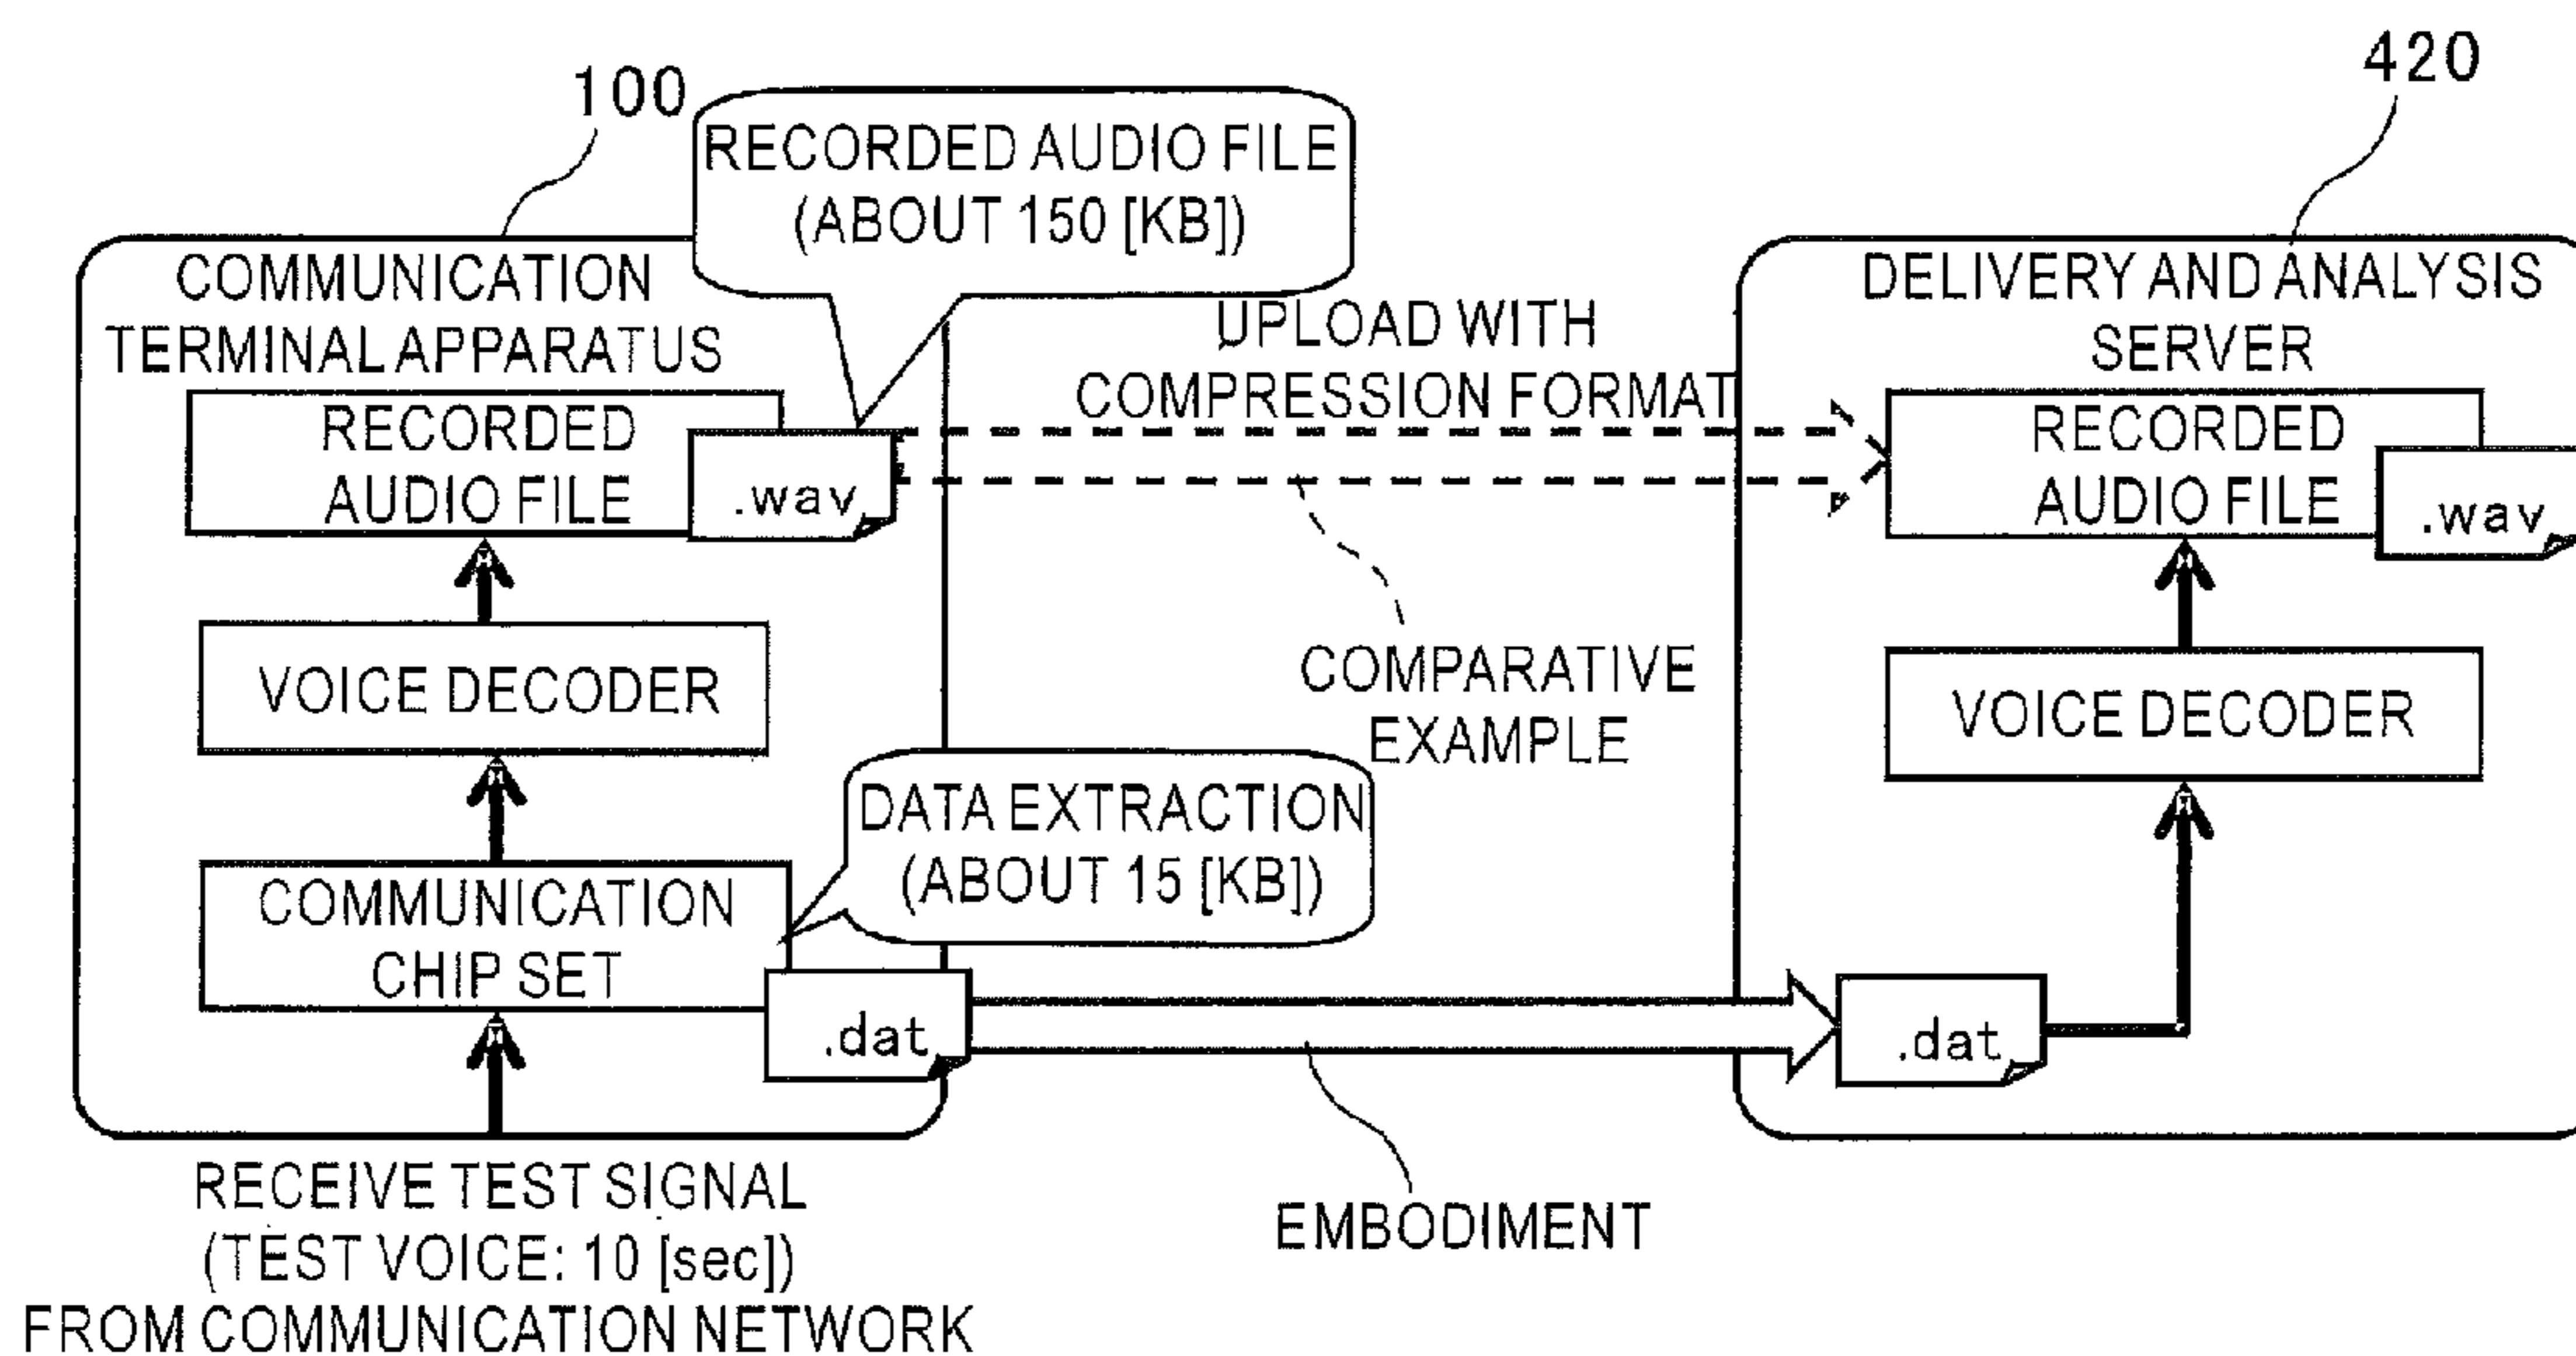 100
420
RECORDED AUDIO FILE
(ABOUT 150 [KB])
COMMUNICATION
TERMINAL APPARATUS
RECORDED
AUDIO FILE
.wav
UPLOAD WITH
COMPRESSION FORMAT
COMPARATIVE
EXAMPLE
VOICE DECODER
DATA EXTRACTION
(ABOUT 15 [KB])
COMMUNICATION
CHIP SET
.dat
RECEIVE TEST SIGNAL
(TEST VOICE: 10 [sec])
FROM COMMUNICATION NETWORK
EMBODIMENT
DELIVERY AND ANALYSIS
SERVER
RECORDED
AUDIO FILE
.wav
VOICE DECODER
.dat